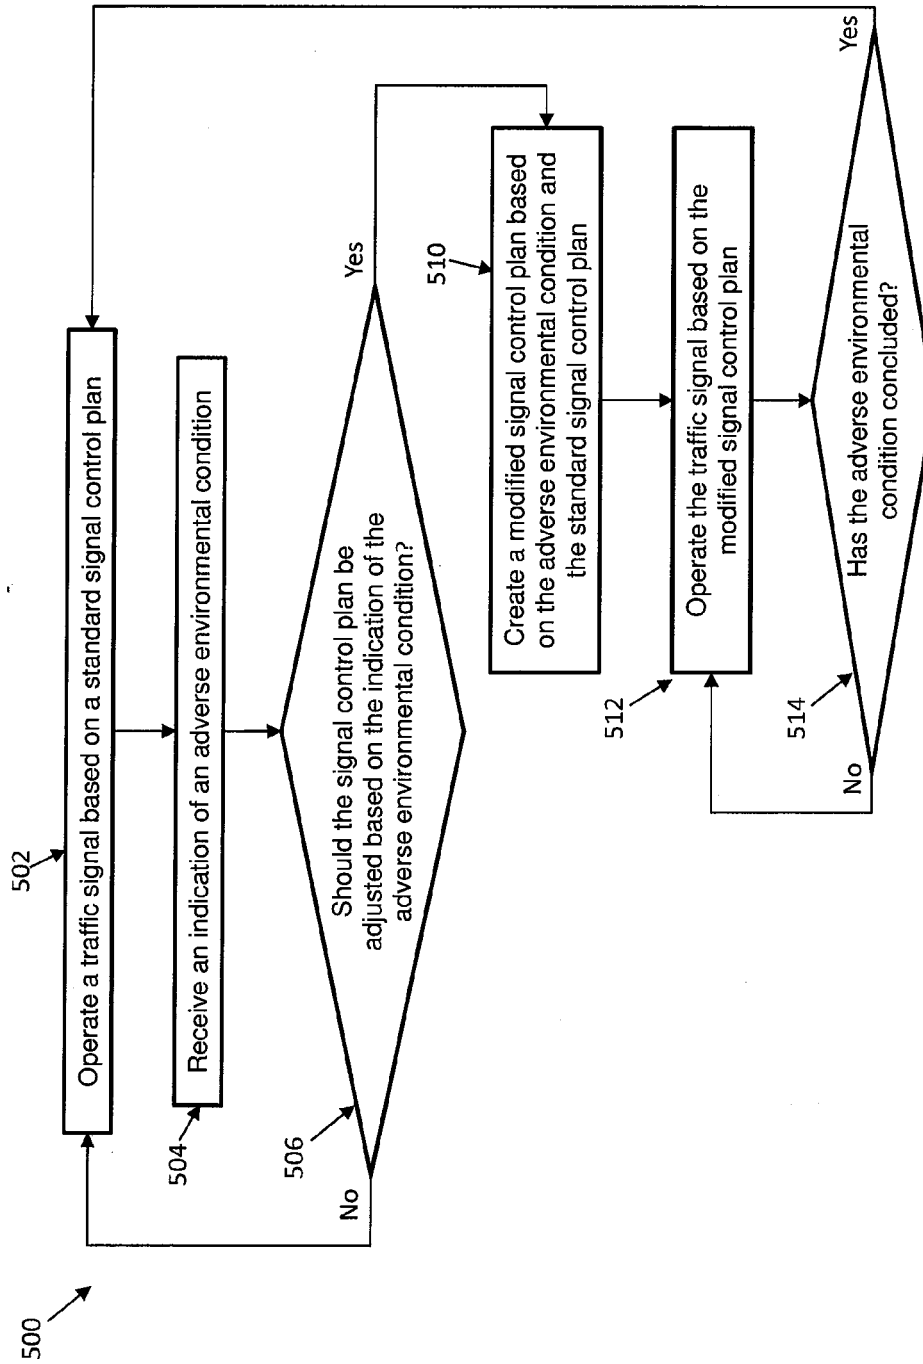 500
502
Operate a traffic signal based on a standard signal control plan
504
Receive an indication of an adverse environmental condition
506
Should the signal control plan be
adjusted based on the indication of the
adverse environmental condition?
No
Yes
510
Create a modified signal control plan based
on the adverse environmental condition and
the standard signal control plan
512
Operate the traffic signal based on the
modified signal control plan
514
Has the adverse environmental
condition concluded?
No
Yes